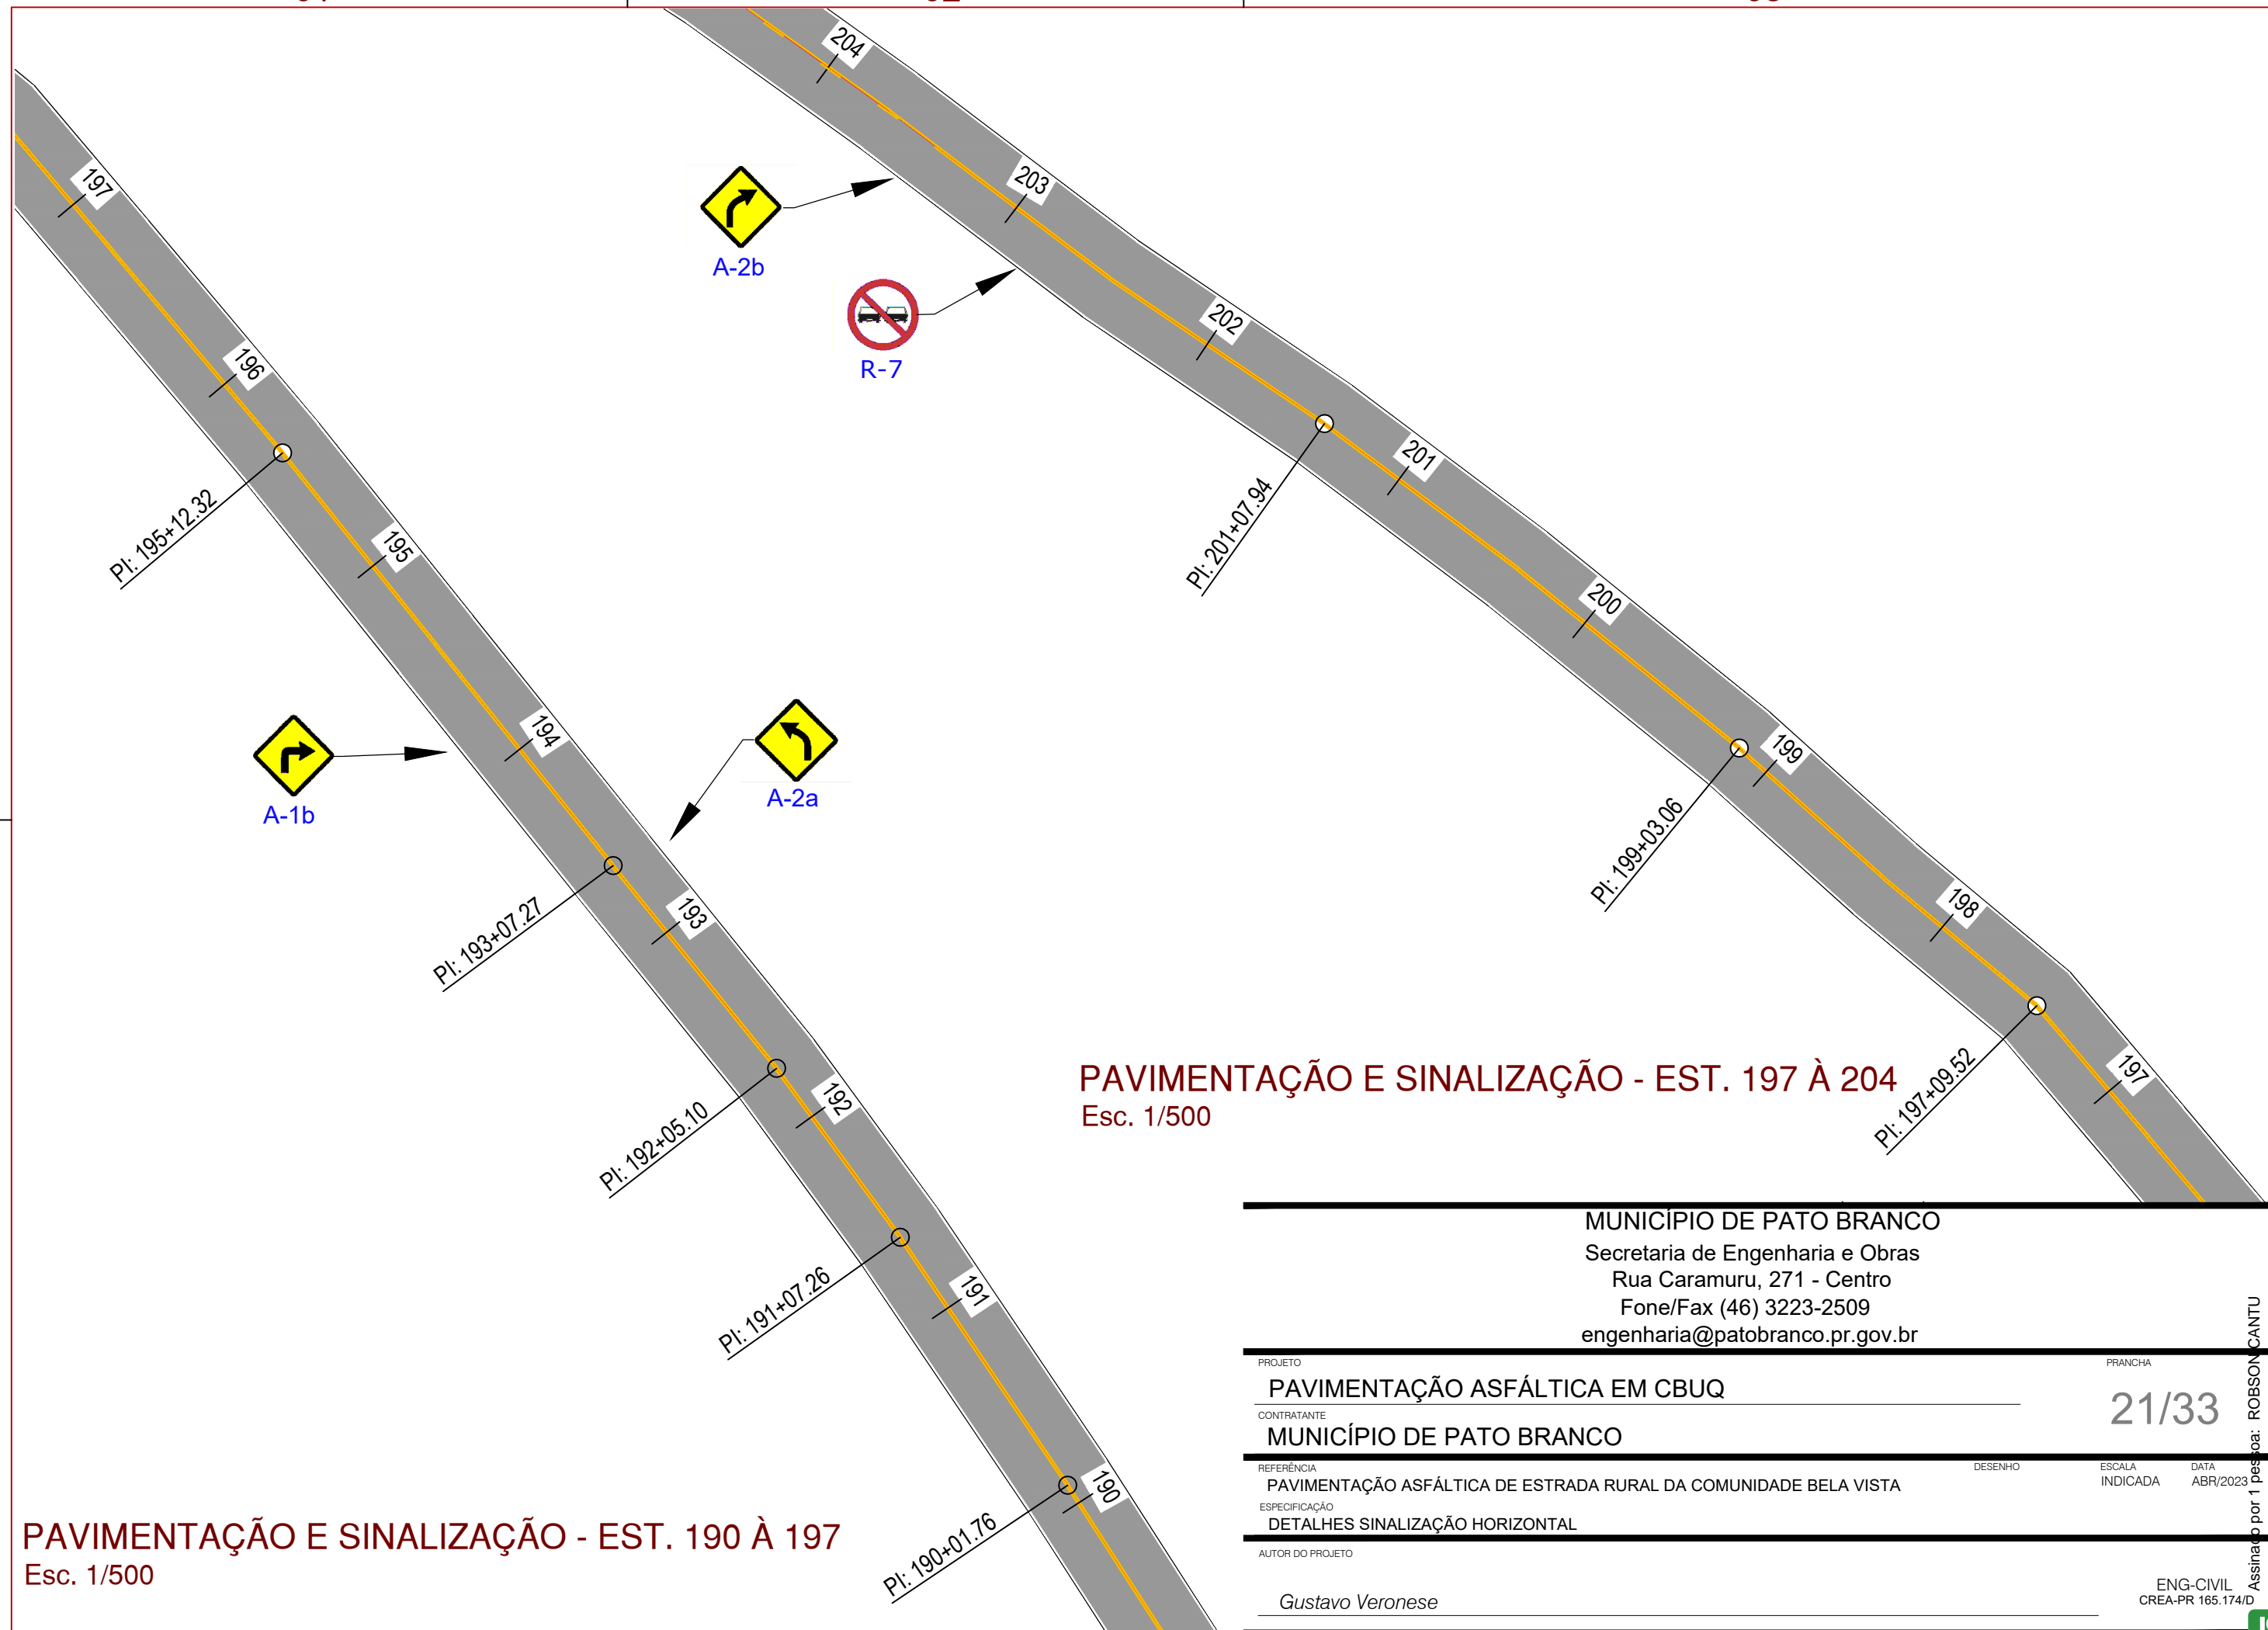 204
203
202
201
200
199
198
197
A-2b
R-7
PI: 201+07.94
PI: 199+03.06
PI: 197+09.52
PAVIMENTAÇÃO E SINALIZAÇÃO - EST. 197 À 204
Esc. 1/500
197
196
195
194
193
192
191
190
PI: 195+12.32
A-1b
A-2a
PI: 193+07.27
PI: 192+05.10
PI: 191+07.26
PI: 190+01.76
PAVIMENTAÇÃO E SINALIZAÇÃO - EST. 190 À 197
Esc. 1/500
MUNICÍPIO DE PATO BRANCO
Secretaria de Engenharia e Obras
Rua Caramuru, 271 - Centro
Fone/Fax (46) 3223-2509
engenharia@patobranco.pr.gov.br
PROJETO
PAVIMENTAÇÃO ASFÁLTICA EM CBUQ
PRANCHA
21/33
CONTRATANTE
MUNICÍPIO DE PATO BRANCO
REFERÊNCIA
PAVIMENTAÇÃO ASFÁLTICA DE ESTRADA RURAL DA COMUNIDADE BELA VISTA
DESENHO
ESCALA
INDICADA
DATA
ABR/2023
ESPECIFICAÇÃO
DETALHES SINALIZAÇÃO HORIZONTAL
AUTOR DO PROJETO
Gustavo Veronese
ENG-CIVIL
CREA-PR 165.174/D
Assinado por 1 pessoa: ROBSON CANTU